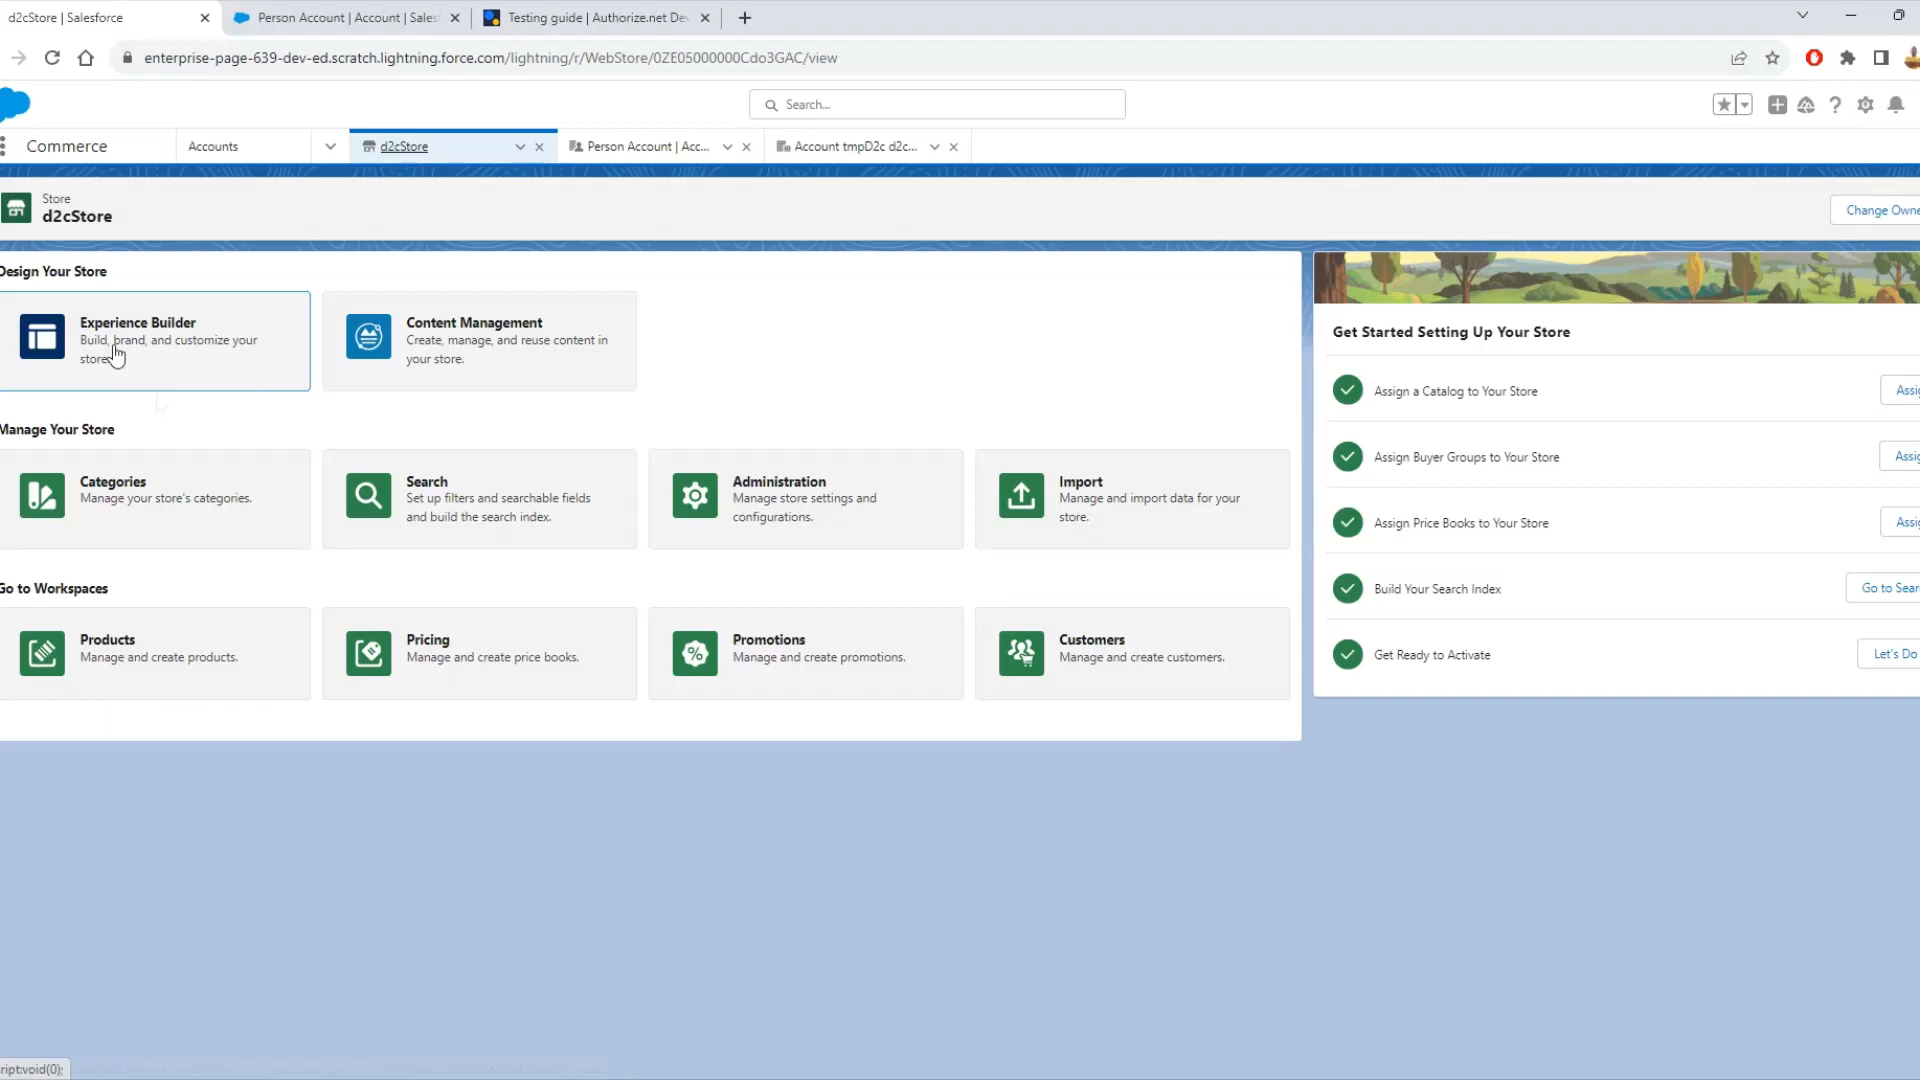 d2cStore | Salesforce
Person Account | Account | Sales
Testing guide | Authorize.net Dev
enterprise-page-639-dev-ed.scratch.lightning.force.com/lightning/r/WebStore/0ZE05000000Cdo3GAC/view
Search...
Commerce
Accounts
d2cStore
Person Account | Acc...
Account tmpD2c d2c...
Store
d2cStore
Change Owne
Design Your Store
Experience Builder
Build, brand, and customize your
store.
Content Management
Create, manage, and reuse content in
your store.
Manage Your Store
Categories
Manage your store's categories.
Search
Set up filters and searchable fields
and build the search index.
Administration
Manage store settings and
configurations.
Import
Manage and import data for your
store.
Go to Workspaces
Products
Manage and create products.
Pricing
Manage and create price books.
Promotions
Manage and create promotions.
Customers
Manage and create customers.
Get Started Setting Up Your Store
Assign a Catalog to Your Store
Assig
Assign Buyer Groups to Your Store
Assig
Assign Price Books to Your Store
Assig
Build Your Search Index
Go to Sear
Get Ready to Activate
Let's Do
ript:void(0);